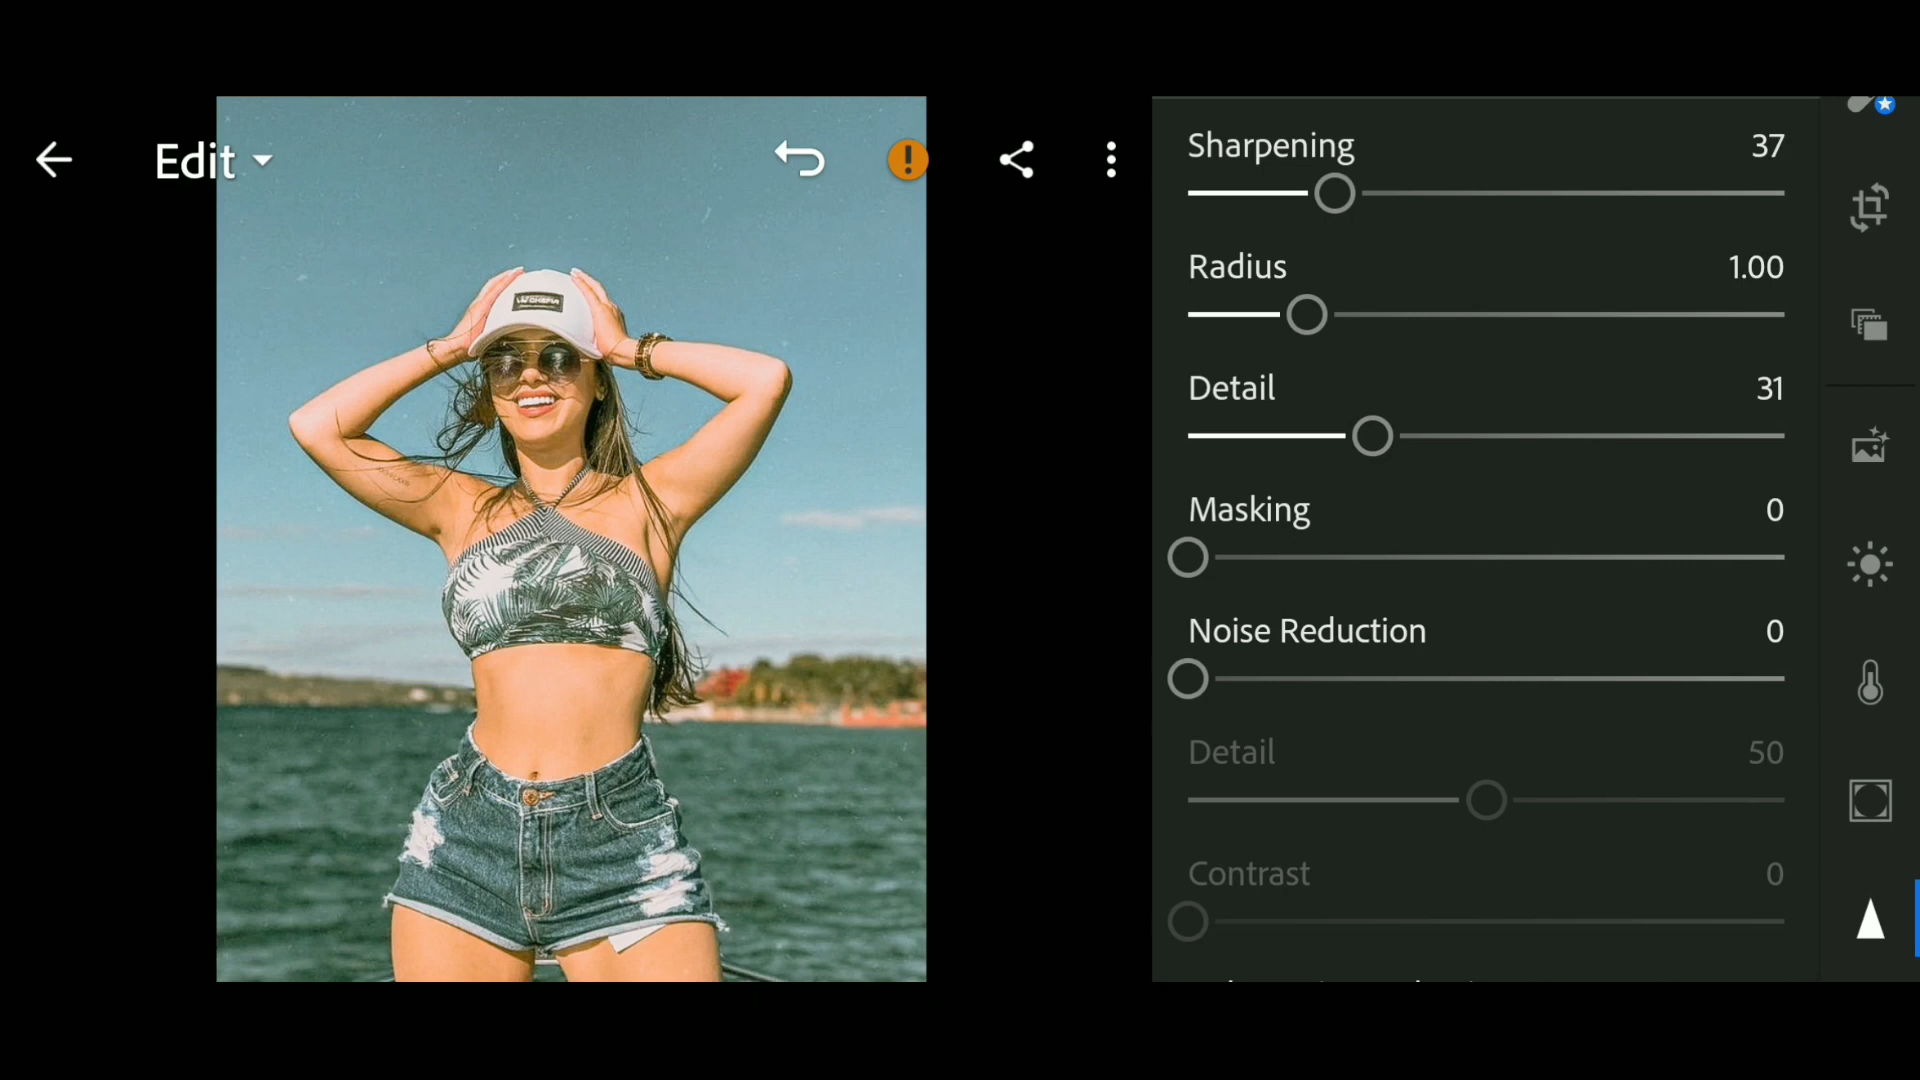 Edit
Sharpening 37
Radius 1.00
Detail 31
Masking 0
Noise Reduction 0
Detail 50
Contrast 0